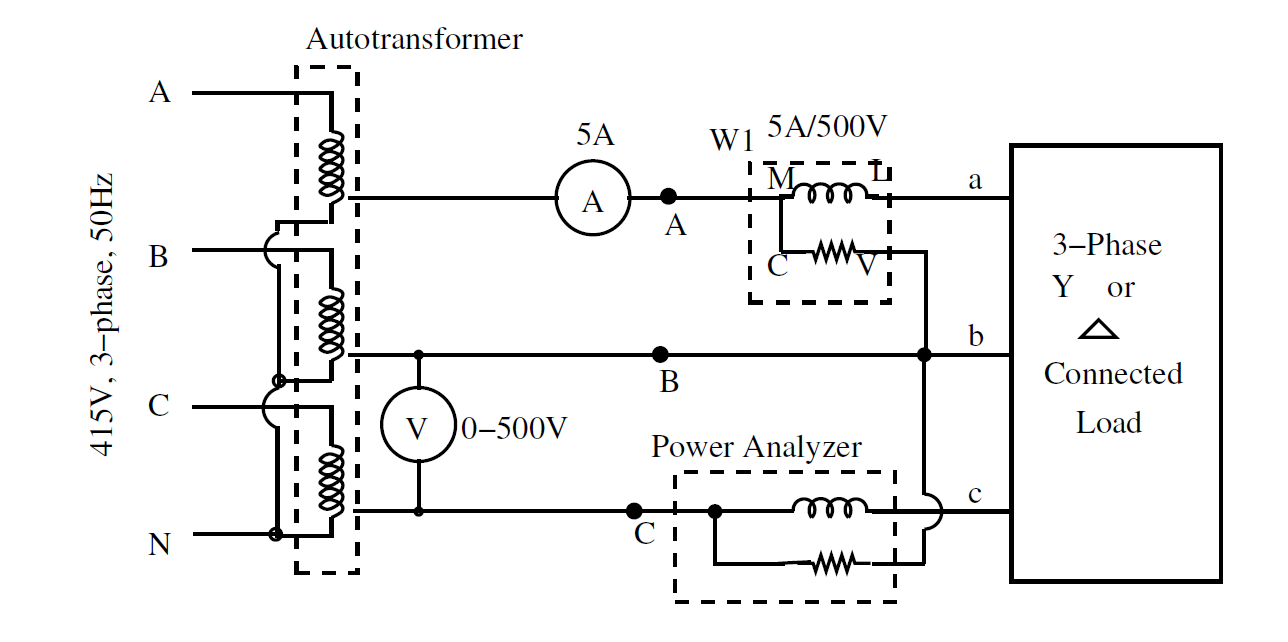 Autotransformer
A
B
C
N
415V, 3−phase, 50Hz
5A
A
A
W1
5A/500V
M
L
C
V
a
B
b
V
0−500V
Power Analyzer
C
c
3−Phase
Y or
Connected
Load